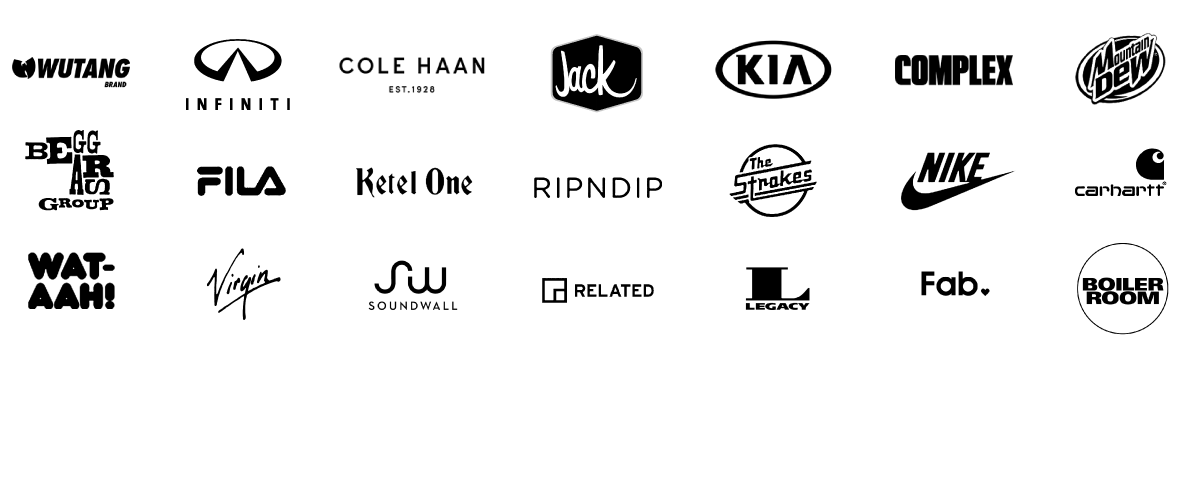 WUTANG
BRAND
INFINITI
COLE HAAN
EST.1928
Jack
KIA
COMPLEX
Mountain
DEW
BEGGARS
GROUP
FILA
Ketel One
RIPNDIP
The
Strokes
NIKE
carhartt
WAT-
AAH!
Virgin
SW
SOUNDWALL
RELATED
L
LEGACY
Fab.
BOILER
ROOM